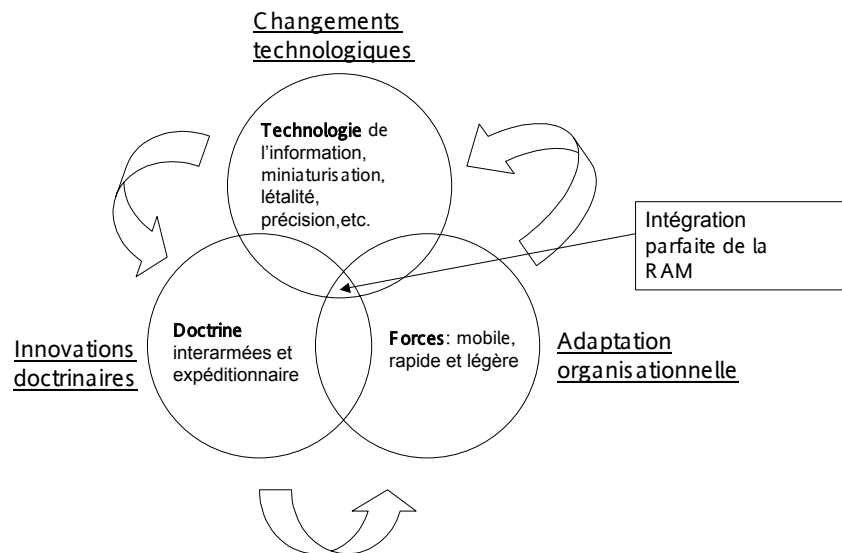 Changements
technologiques
Technologie de
l'information,
miniaturisation,
létalité,
précision,etc.
Intégration
parfaite de la
RAM
Innovations
doctrinaires
Doctrine
interarmées et
expéditionnaire
Forces: mobile,
rapide et légère
Adaptation
organisationnelle